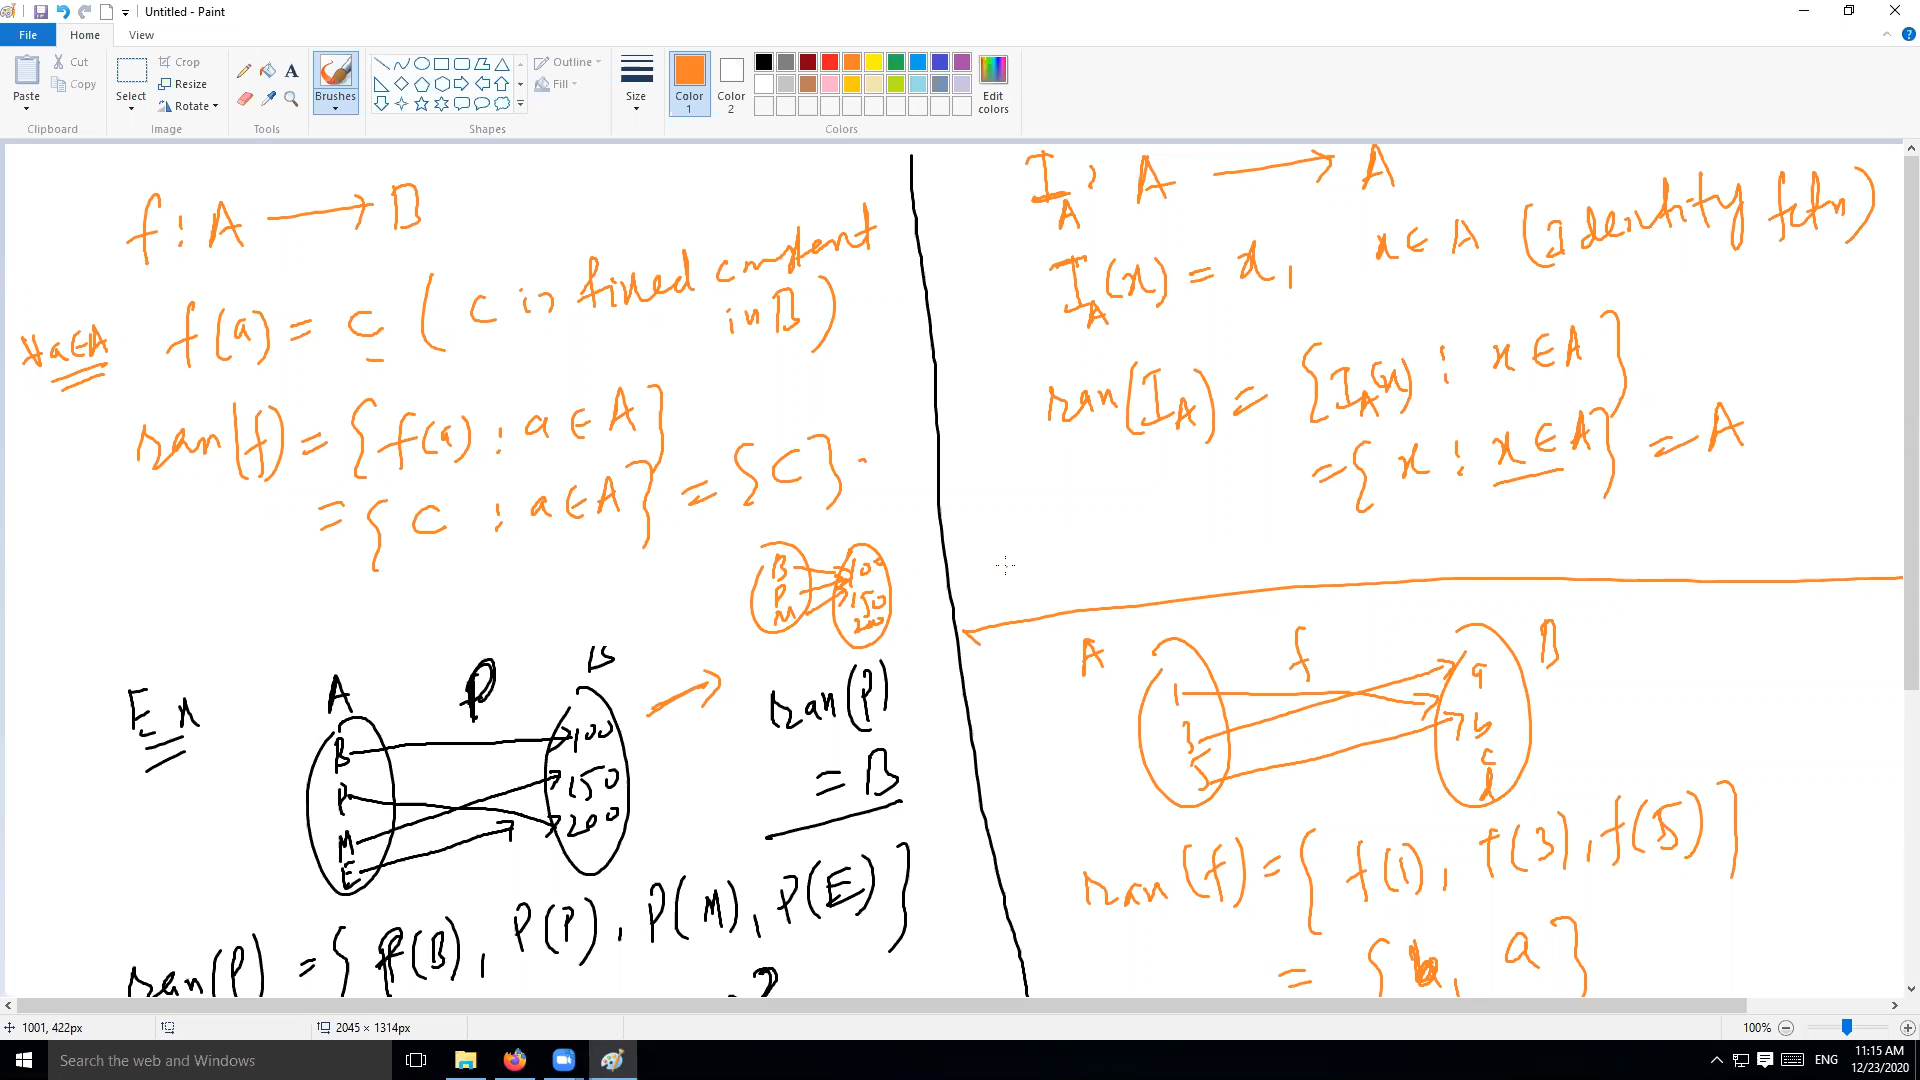 Untitled - Paint
File Home View
Paste Cut Copy Clipboard
Select Crop Resize Rotate Image
Tools
Brushes
Outline Fill Shapes
Size
Color 1 Color 2 Edit colors Colors
f : A ⟶ B
∀a∈A f(a) = c ( c is fixed constant in B )
ran(f) = { f(a) : a ∈ A }
= { c : a ∈ A } = { c } .
B P M
100 150 200
Ex
A P B
B P M E
100 150 200
ran(P)
= B
ran(P) = { P(B), P(P), P(M), P(E) }
I_A : A ⟶ A
I_A(x) = x, x ∈ A ( Identity fctn )
ran(I_A) = { I_A(x) : x ∈ A }
= { x : x ∈ A } = A
A f B
1 3 5
a b c d
ran(f) = { f(1), f(3), f(5) }
= { b, a }
1001, 422px 2045 × 1314px 100%
Search the web and Windows
ENG 11:15 AM
12/23/2020